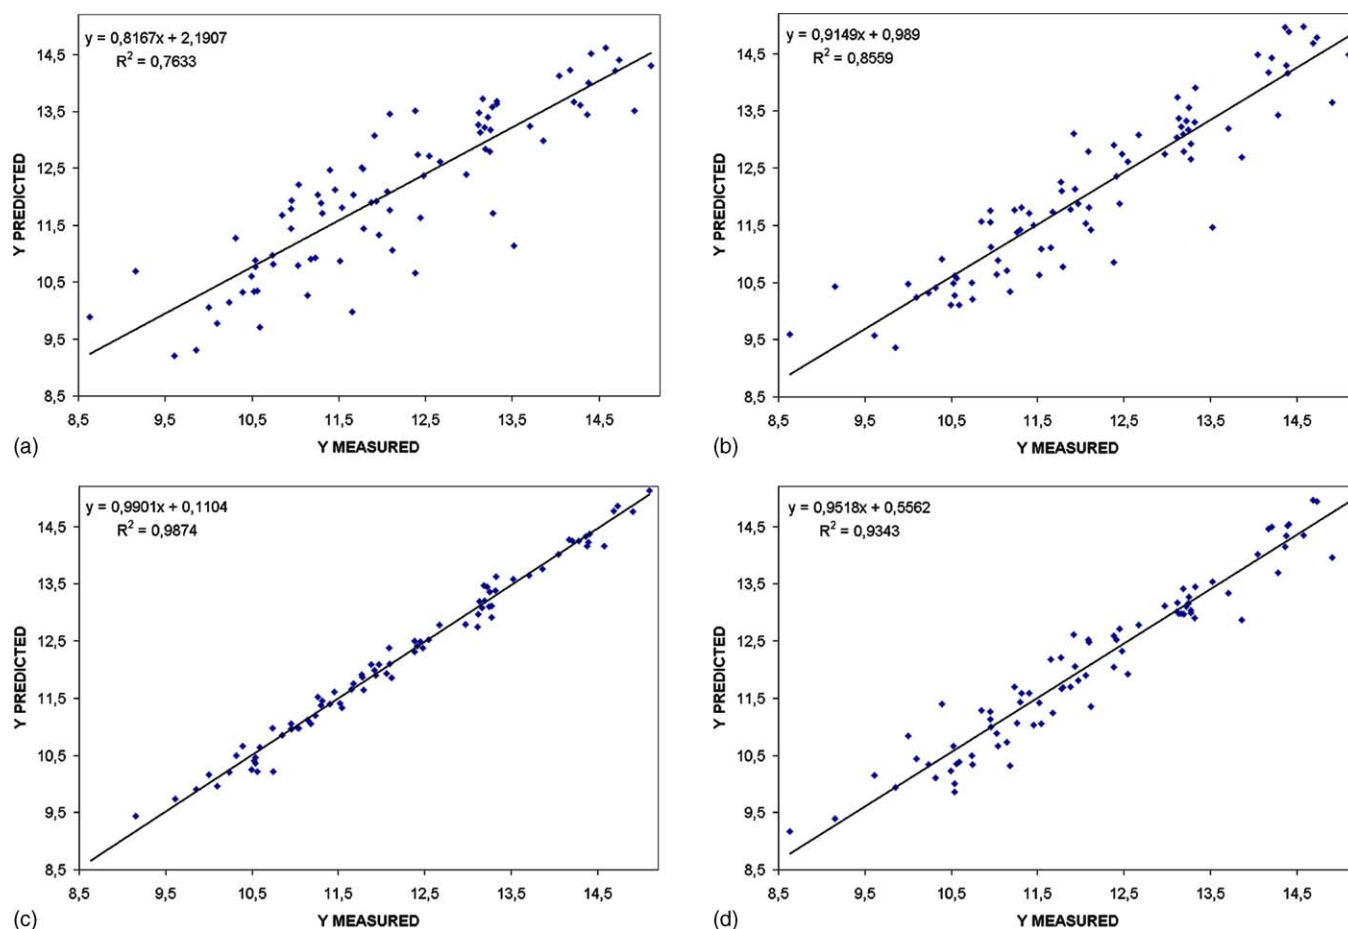 y = 0,8167x + 2,1907
R² = 0,7633
14,5
13,5
12,5
11,5
10,5
9,5
8,5
Y PREDICTED
8,5 9,5 10,5 11,5 12,5 13,5 14,5
Y MEASURED
(a)
y = 0,9149x + 0,989
R² = 0,8559
14,5
13,5
12,5
11,5
10,5
9,5
8,5
Y PREDICTED
8,5 9,5 10,5 11,5 12,5 13,5 14,5
Y MEASURED
(b)
y = 0,9901x + 0,1104
R² = 0,9874
14,5
13,5
12,5
11,5
10,5
9,5
8,5
Y PREDICTED
8,5 9,5 10,5 11,5 12,5 13,5 14,5
Y MEASURED
(c)
y = 0,9518x + 0,5562
R² = 0,9343
14,5
13,5
12,5
11,5
10,5
9,5
8,5
Y PREDICTED
8,5 9,5 10,5 11,5 12,5 13,5 14,5
Y MEASURED
(d)